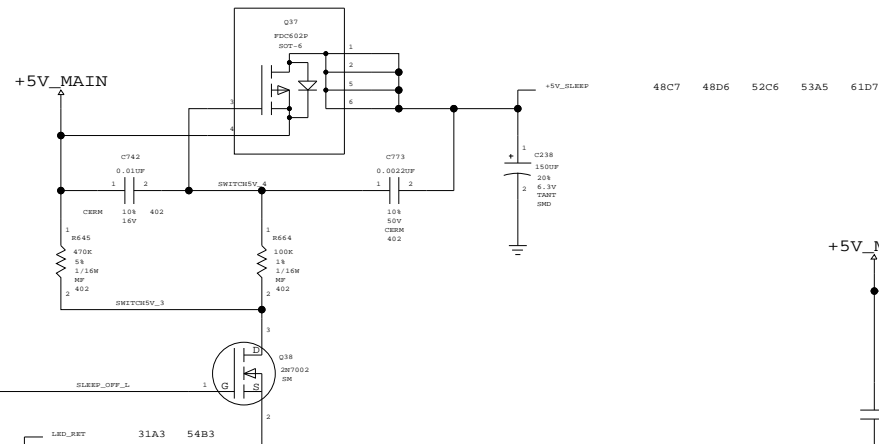 Q37
FDC602P
SOT-6
+5V_MAIN
1
2
5
6
3
4
+5V_SLEEP 48C7 48D6 52C6 53A5 61D7
C742
0.01UF
1 2
CERM 10% 402
16V
SWITCH5V_4
C773
0.0022UF
1 2
10%
50V
CERM
402
1
+
C238
150UF
20%
6.3V
TANT
SMD
2
1
R645
470K
5%
1/16W
MF
402
2
1
R664
100K
1%
1/16W
MF
402
2
SWITCH5V_3
+5V_M
3
D
Q38
2N7002
SM
SLEEP_OFF_L 1 G S
2
LED_RET 31A3 54B3